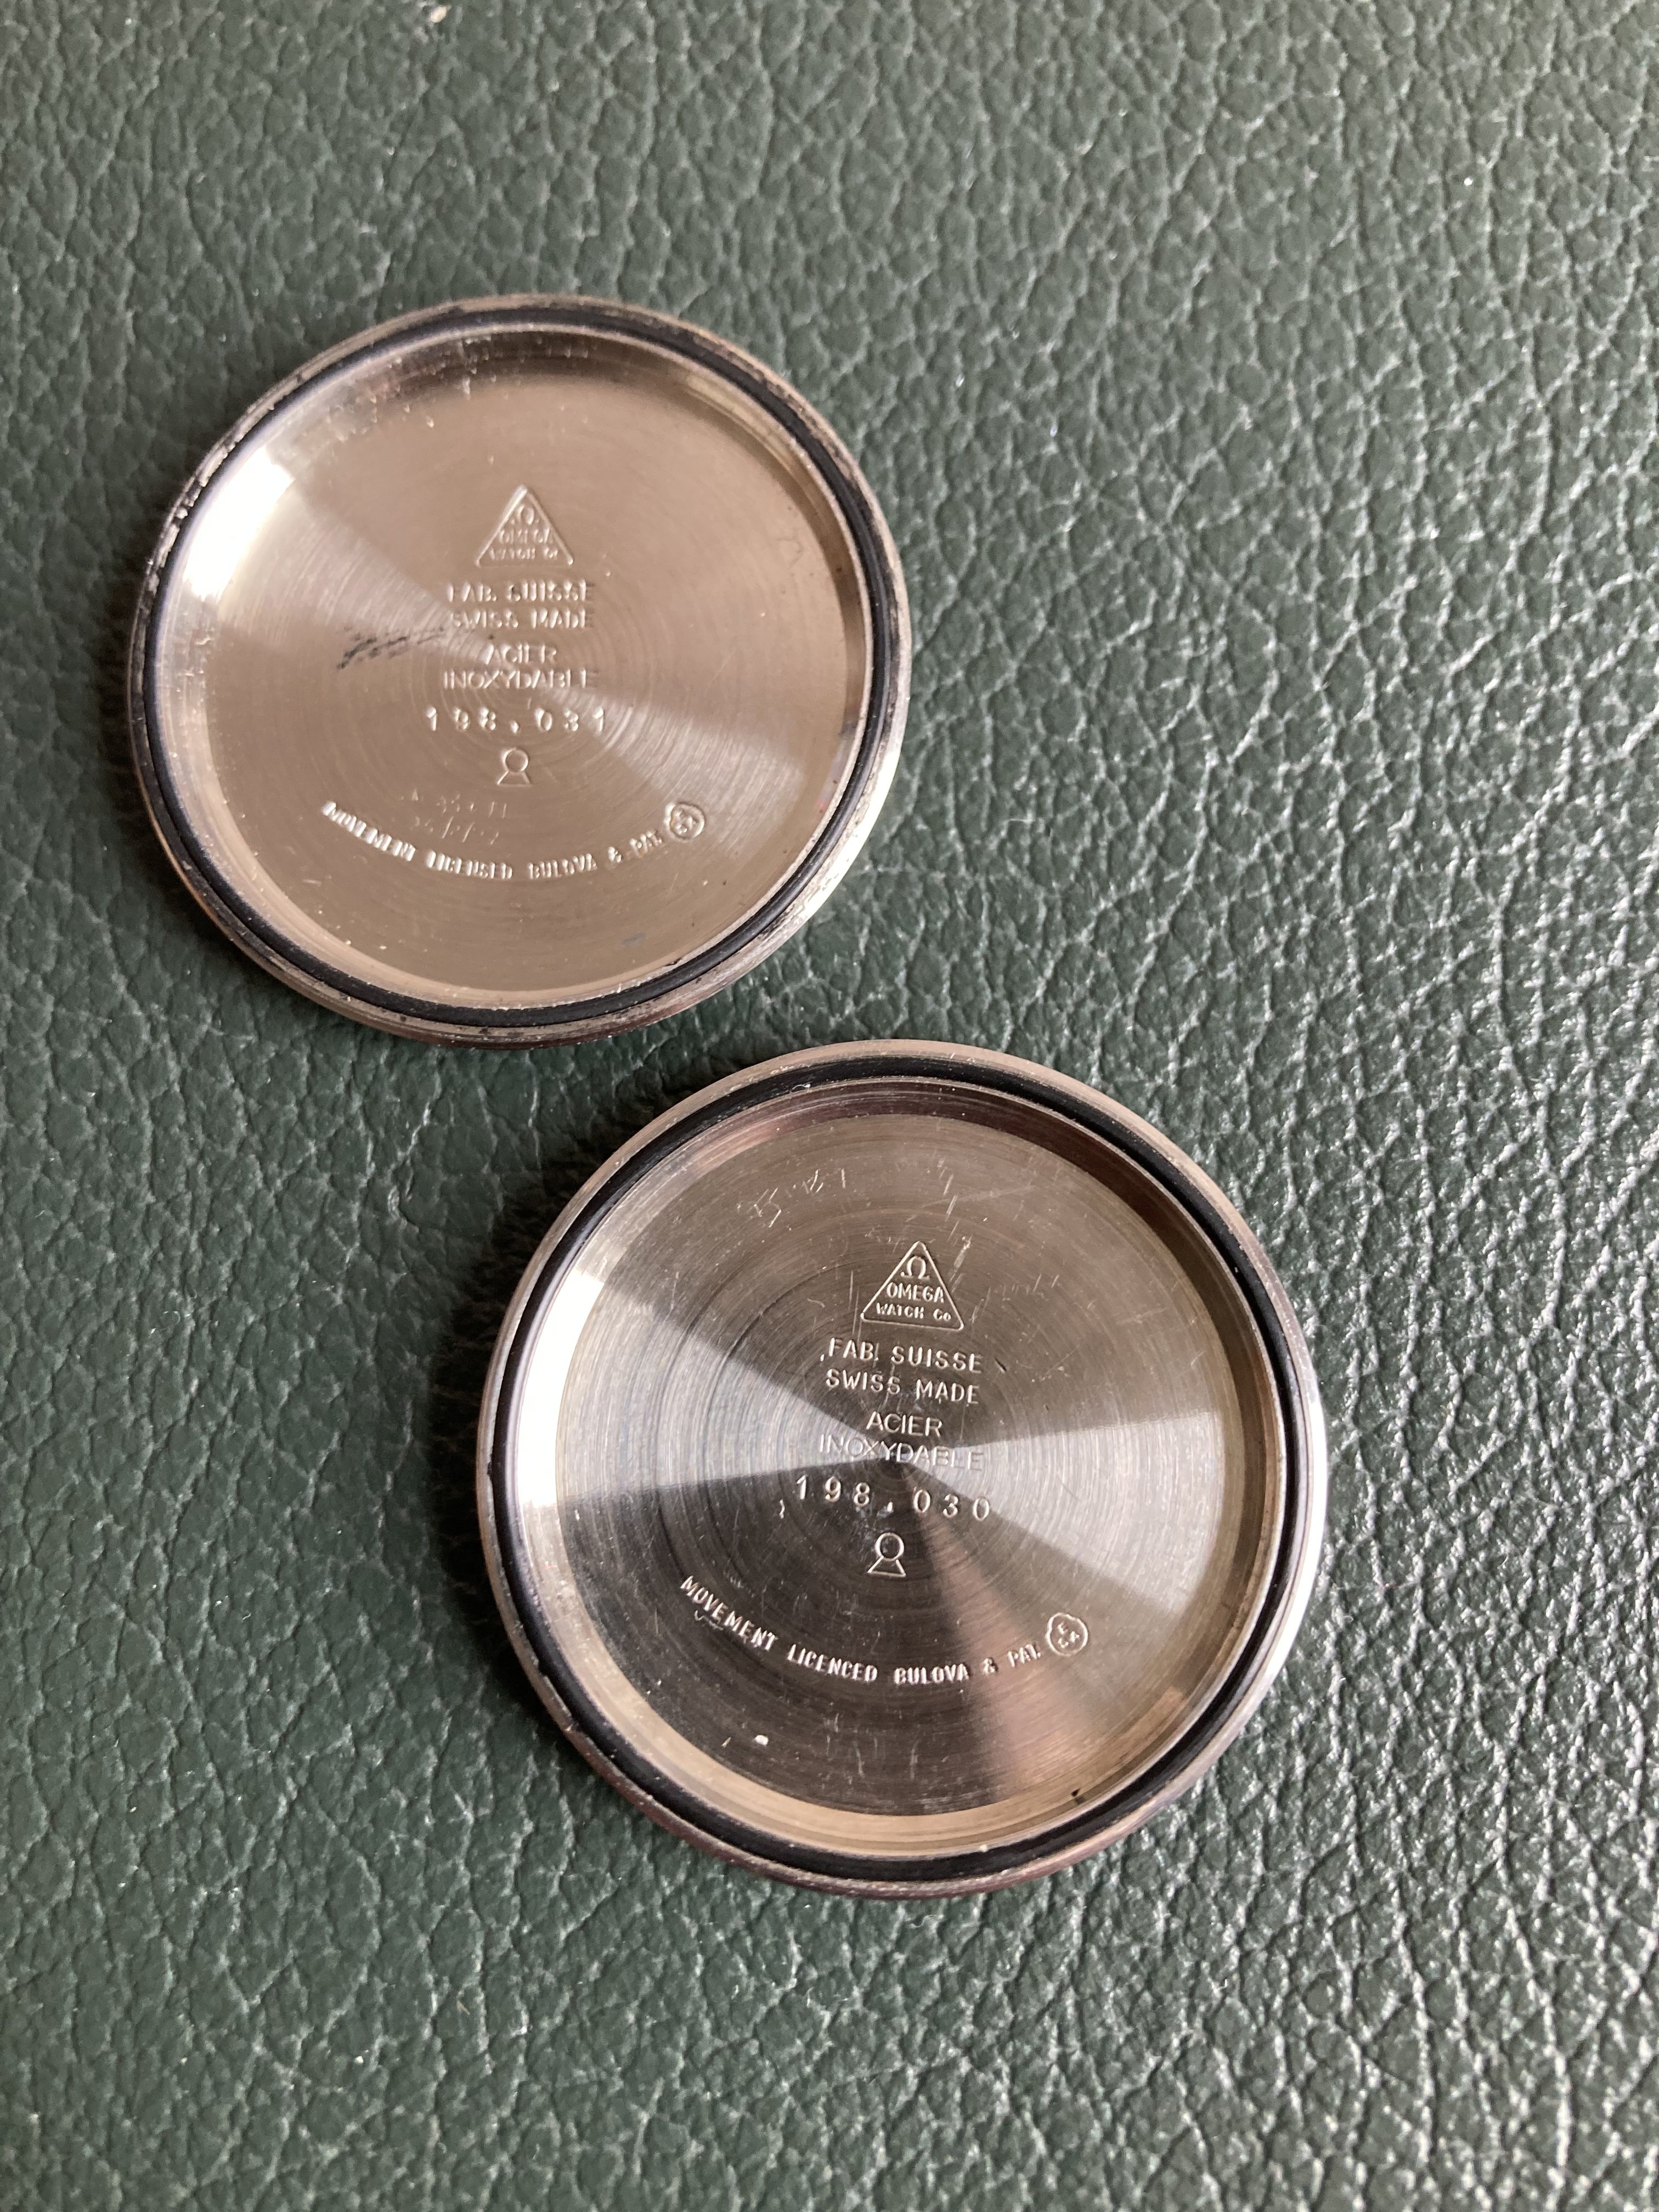 Ω
OMEGA
WATCH Co
FAB. SUISSE
SWISS MADE
ACIER
INOXYDABLE
198.031
MOVEMENT LICENSED BULOVA & PAT.
Ω
OMEGA
WATCH Co
FAB. SUISSE
SWISS MADE
ACIER
INOXYDABLE
198.030
MOVEMENT LICENCED BULOVA & PAT.